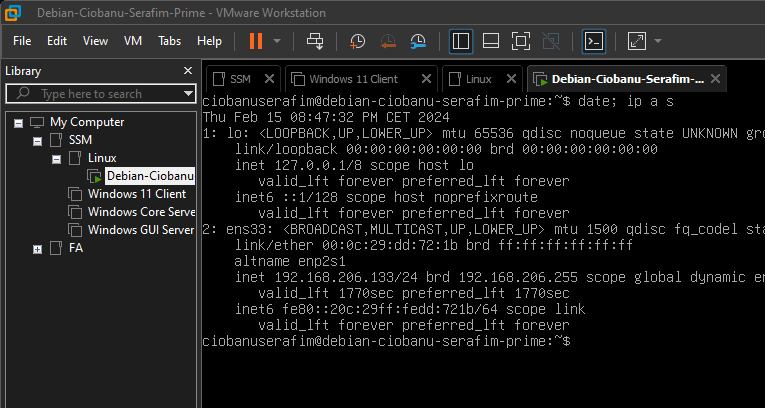 Debian-Ciobanu-Serafim-Prime - VMware Workstation
File Edit View VM Tabs Help
Library
Type here to search
My Computer
SSM
Linux
Debian-Ciobanu
Windows 11 Client
Windows Core Serve
Windows GUI Server
FA
SSM
Windows 11 Client
Linux
Debian-Ciobanu-Serafim-...
ciobanuserafim@debian-ciobanu-serafim-prime:~$ date; ip a s
Thu Feb 15 08:47:32 PM CET 2024
1: lo: <LOOPBACK,UP,LOWER_UP> mtu 65536 qdisc noqueue state UNKNOWN gro
link/loopback 00:00:00:00:00:00 brd 00:00:00:00:00:00
inet 127.0.0.1/8 scope host lo
valid_lft forever preferred_lft forever
inet6 ::1/128 scope host noprefixroute
valid_lft forever preferred_lft forever
2: ens33: <BROADCAST,MULTICAST,UP,LOWER_UP> mtu 1500 qdisc fq_codel sta
link/ether 00:0c:29:dd:72:1b brd ff:ff:ff:ff:ff:ff
altname enp2s1
inet 192.168.206.133/24 brd 192.168.206.255 scope global dynamic en
valid_lft 1770sec preferred_lft 1770sec
inet6 fe80::20c:29ff:fedd:721b/64 scope link
valid_lft forever preferred_lft forever
ciobanuserafim@debian-ciobanu-serafim-prime:~$